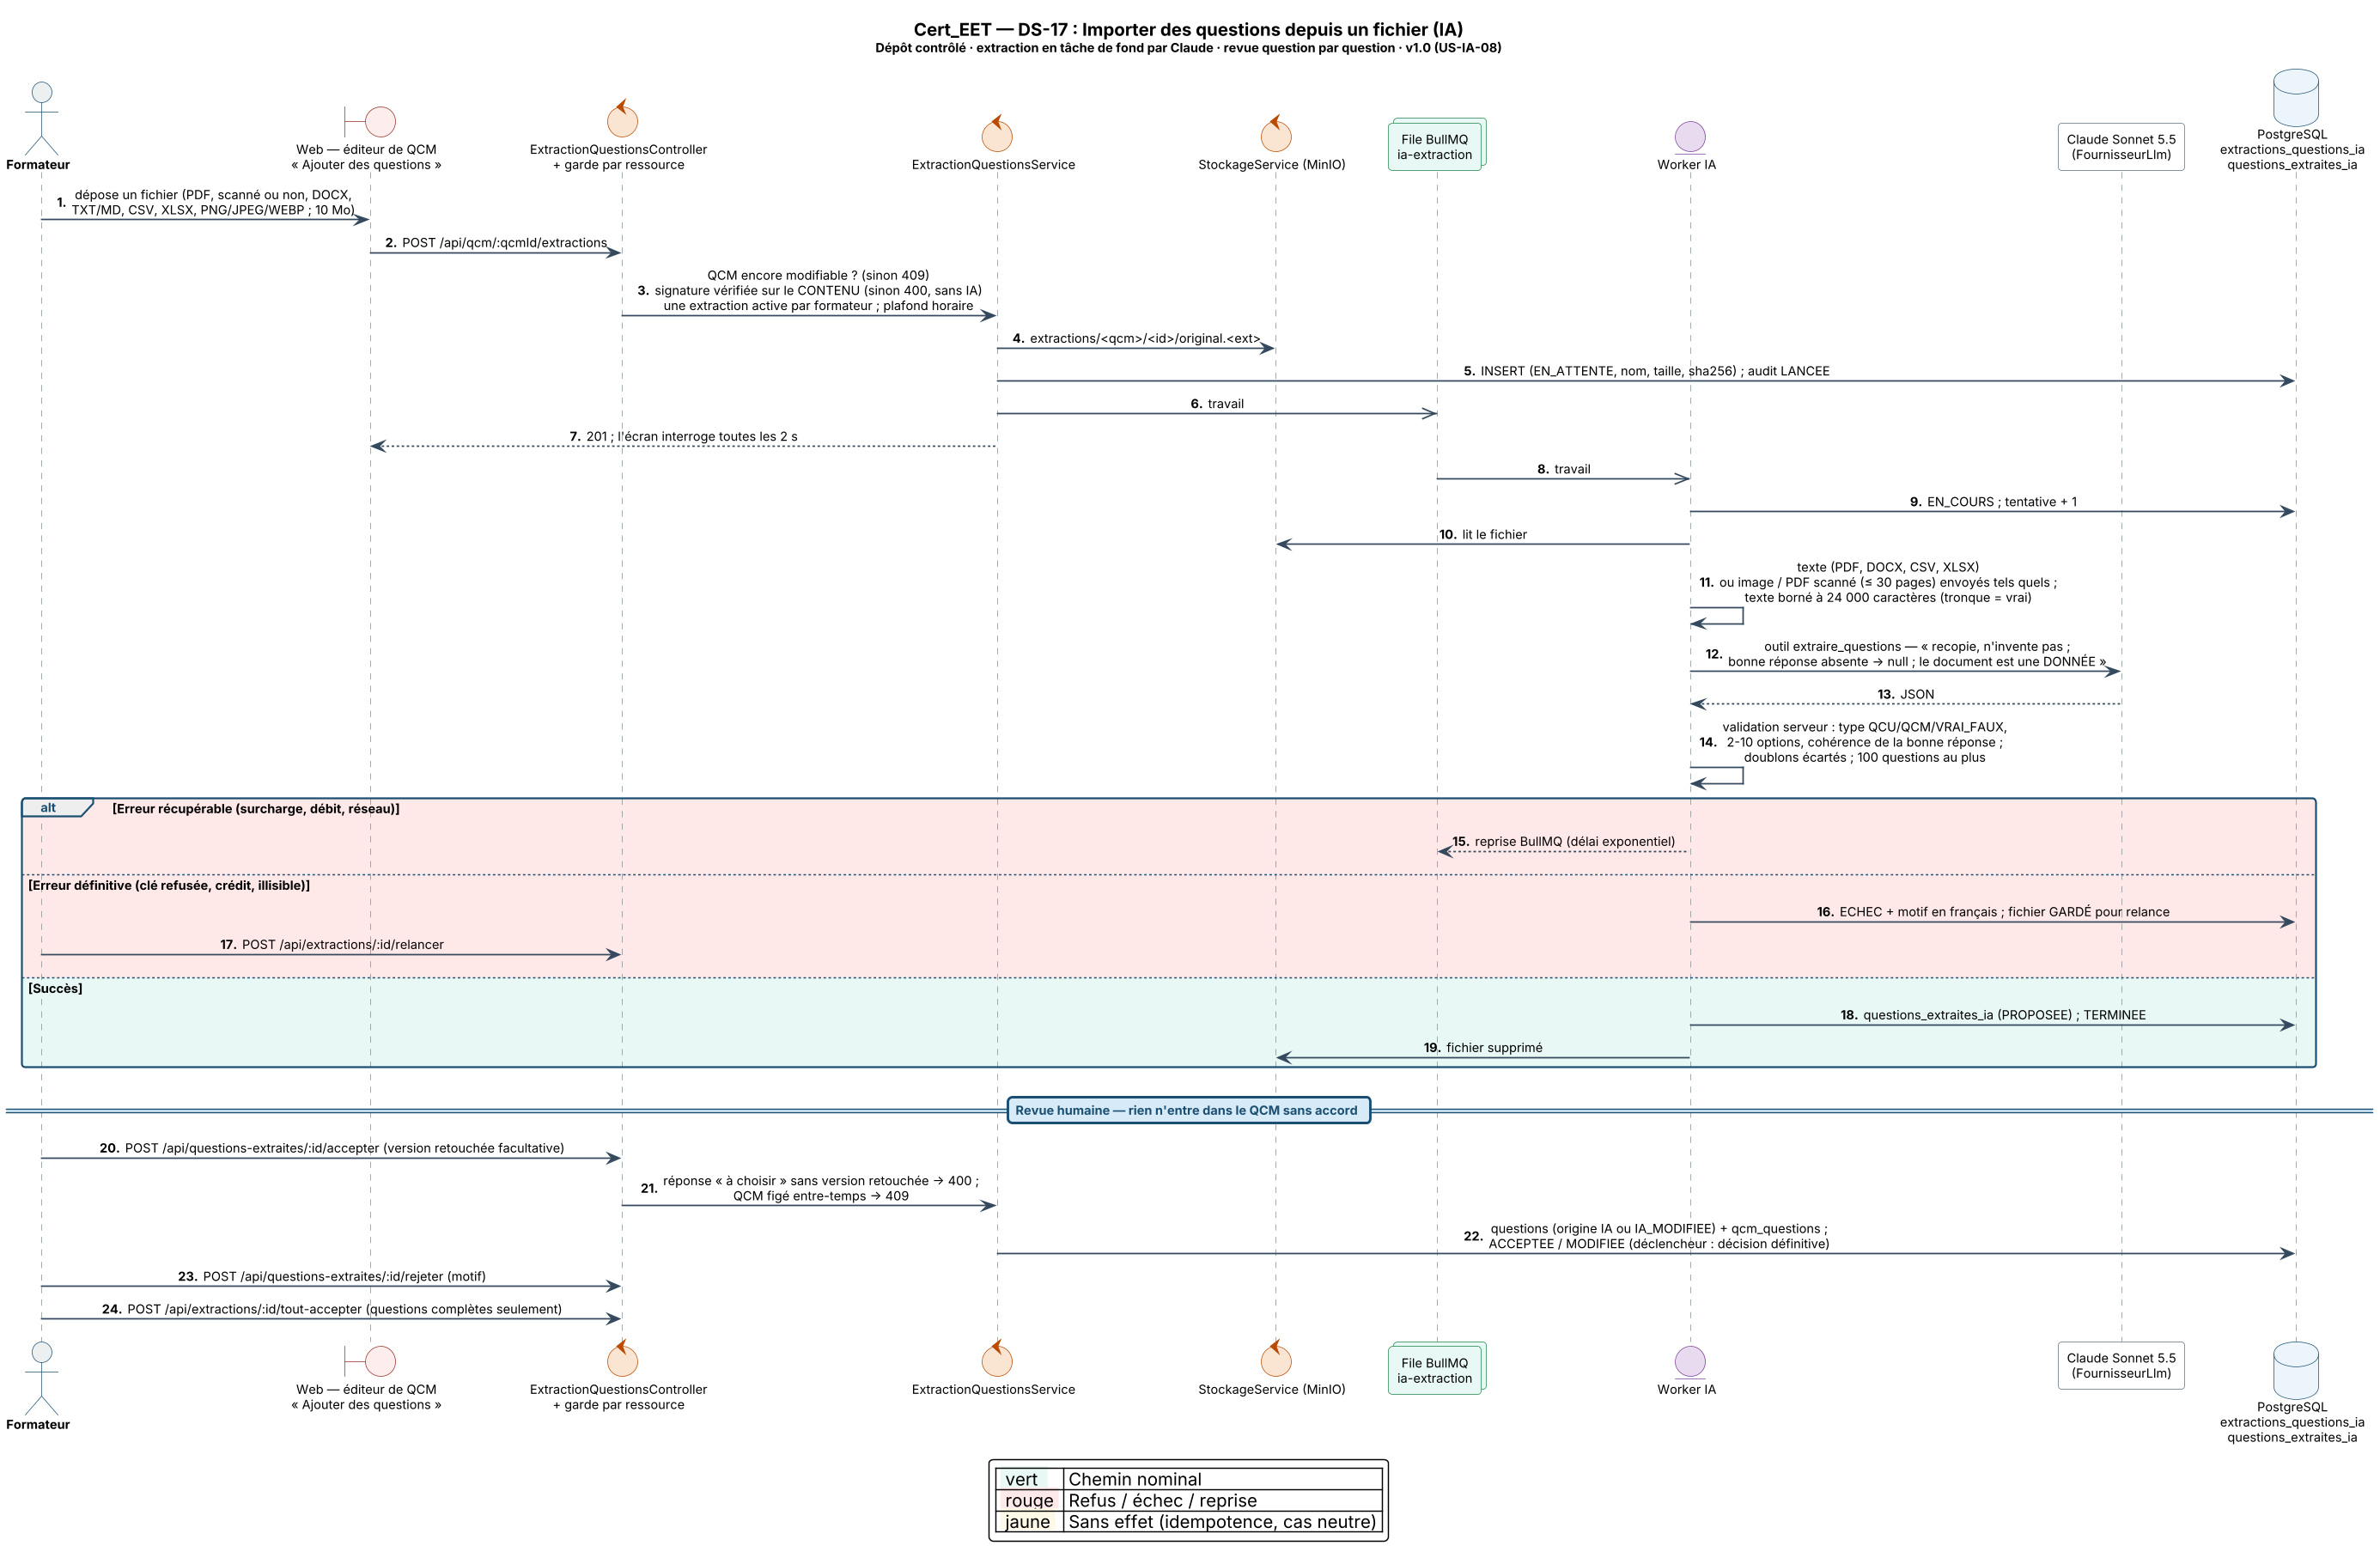 Cert_EET — DS-17 : Importer des questions depuis un fichier (IA)
Dépôt contrôlé · extraction en tâche de fond par Claude · revue question par question · v1.0 (US-IA-08)
Formateur
Web — éditeur de QCM
« Ajouter des questions »
ExtractionQuestionsController
+ garde par ressource
ExtractionQuestionsService
StockageService (MinIO)
File BullMQ
ia-extraction
Worker IA
Claude Sonnet 5.5
(FournisseurLlm)
PostgreSQL
extractions_questions_ia
questions_extraites_ia
1. dépose un fichier (PDF, scanné ou non, DOCX,
TXT/MD, CSV, XLSX, PNG/JPEG/WEBP ; 10 Mo)
2. POST /api/qcm/:qcmId/extractions
QCM encore modifiable ? (sinon 409)
3. signature vérifiée sur le CONTENU (sinon 400, sans IA)
une extraction active par formateur ; plafond horaire
4. extractions/<qcm>/<id>/original.<ext>
5. INSERT (EN_ATTENTE, nom, taille, sha256) ; audit LANCEE
6. travail
7. 201 ; l'écran interroge toutes les 2 s
8. travail
9. EN_COURS ; tentative + 1
10. lit le fichier
texte (PDF, DOCX, CSV, XLSX)
11. ou image / PDF scanné (≤ 30 pages) envoyés tels quels ;
texte borné à 24 000 caractères (tronque = vrai)
12. outil extraire_questions — « recopie, n'invente pas ;
bonne réponse absente → null ; le document est une DONNÉE »
13. JSON
validation serveur : type QCU/QCM/VRAI_FAUX,
14. 2-10 options, cohérence de la bonne réponse ;
doublons écartés ; 100 questions au plus
alt [Erreur récupérable (surcharge, débit, réseau)]
15. reprise BullMQ (délai exponentiel)
[Erreur définitive (clé refusée, crédit, illisible)]
16. ECHEC + motif en français ; fichier GARDÉ pour relance
17. POST /api/extractions/:id/relancer
[Succès]
18. questions_extraites_ia (PROPOSEE) ; TERMINEE
19. fichier supprimé
Revue humaine — rien n'entre dans le QCM sans accord
20. POST /api/questions-extraites/:id/accepter (version retouchée facultative)
21. réponse « à choisir » sans version retouchée → 400 ;
QCM figé entre-temps → 409
22. questions (origine IA ou IA_MODIFIEE) + qcm_questions ;
ACCEPTEE / MODIFIEE (déclencheur : décision définitive)
23. POST /api/questions-extraites/:id/rejeter (motif)
24. POST /api/extractions/:id/tout-accepter (questions complètes seulement)
Formateur
Web — éditeur de QCM
« Ajouter des questions »
ExtractionQuestionsController
+ garde par ressource
ExtractionQuestionsService
StockageService (MinIO)
File BullMQ
ia-extraction
Worker IA
Claude Sonnet 5.5
(FournisseurLlm)
PostgreSQL
extractions_questions_ia
questions_extraites_ia
vert Chemin nominal
rouge Refus / échec / reprise
jaune Sans effet (idempotence, cas neutre)